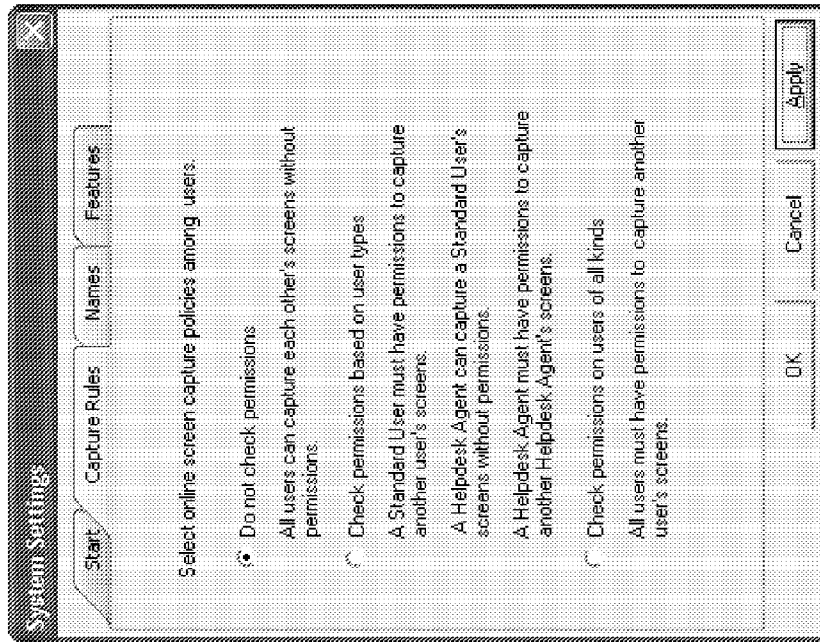 System Settings
Start
Capture Rules
Names
Features
Select online screen capture policies among users.
Do not check permissions
All users can capture each other's screens without
permissions.
Check permissions based on user types
A Standard User must have permissions to capture
another user's screens.
A Helpdesk Agent can capture a Standard User's
screens without permissions.
A Helpdesk Agent must have permissions to capture
another Helpdesk Agent's screens.
Check permissions on users of all kinds
All users must have permissions to capture another
user's screens.
OK
Cancel
Apply